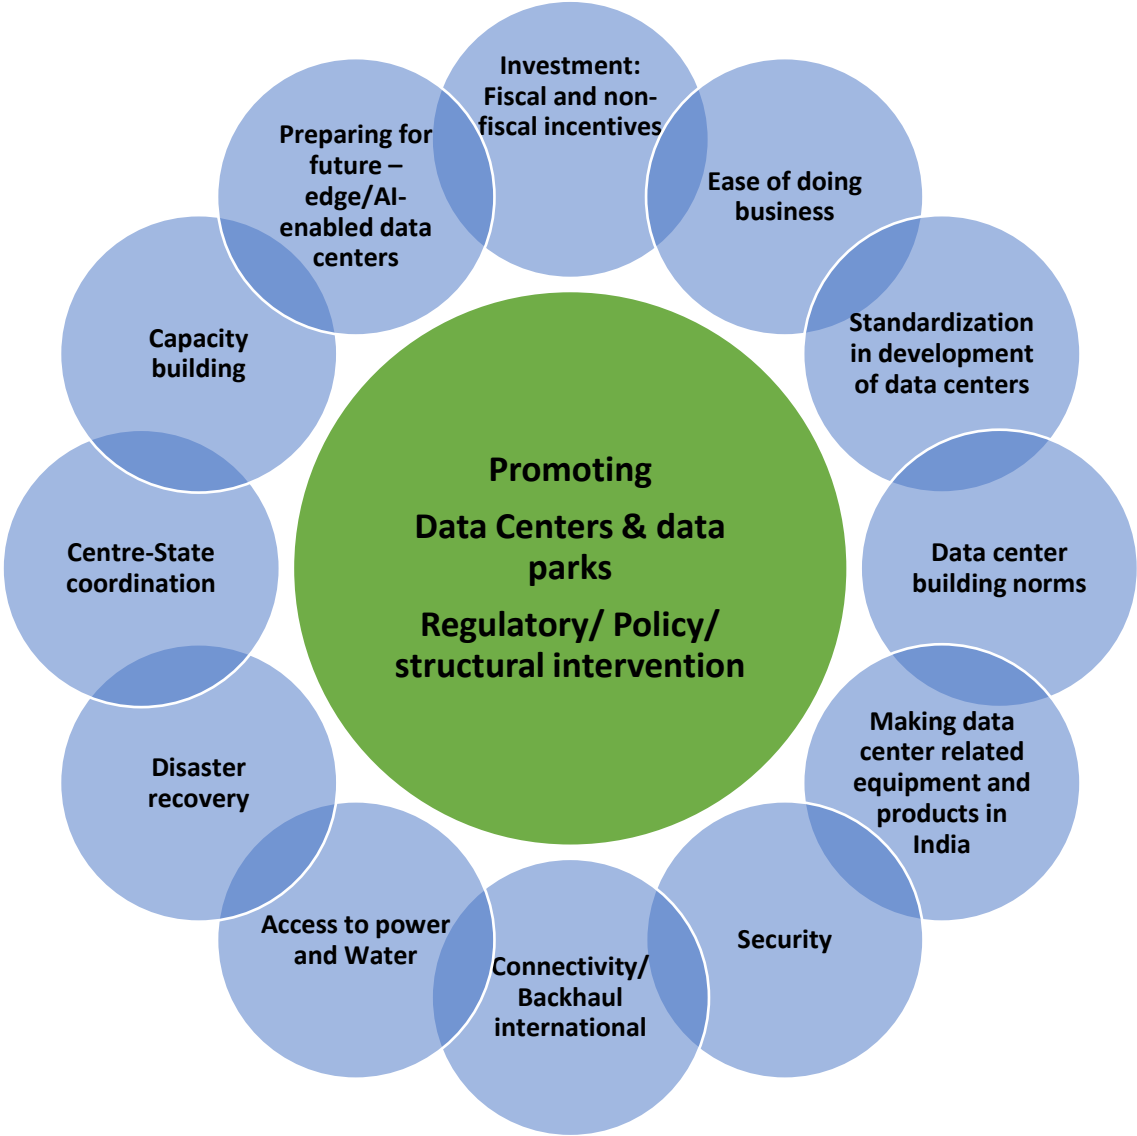 Investment:
Fiscal and non-
fiscal incentives
Ease of doing
business
Standardization
in development
of data centers
Data center
building norms
Making data
center related
equipment and
products in
India
Security
Connectivity/
Backhaul
international
Access to power
and Water
Disaster
recovery
Centre-State
coordination
Capacity
building
Preparing for
future –
edge/AI-
enabled data
centers
Promoting
Data Centers & data
parks
Regulatory/ Policy/
structural intervention